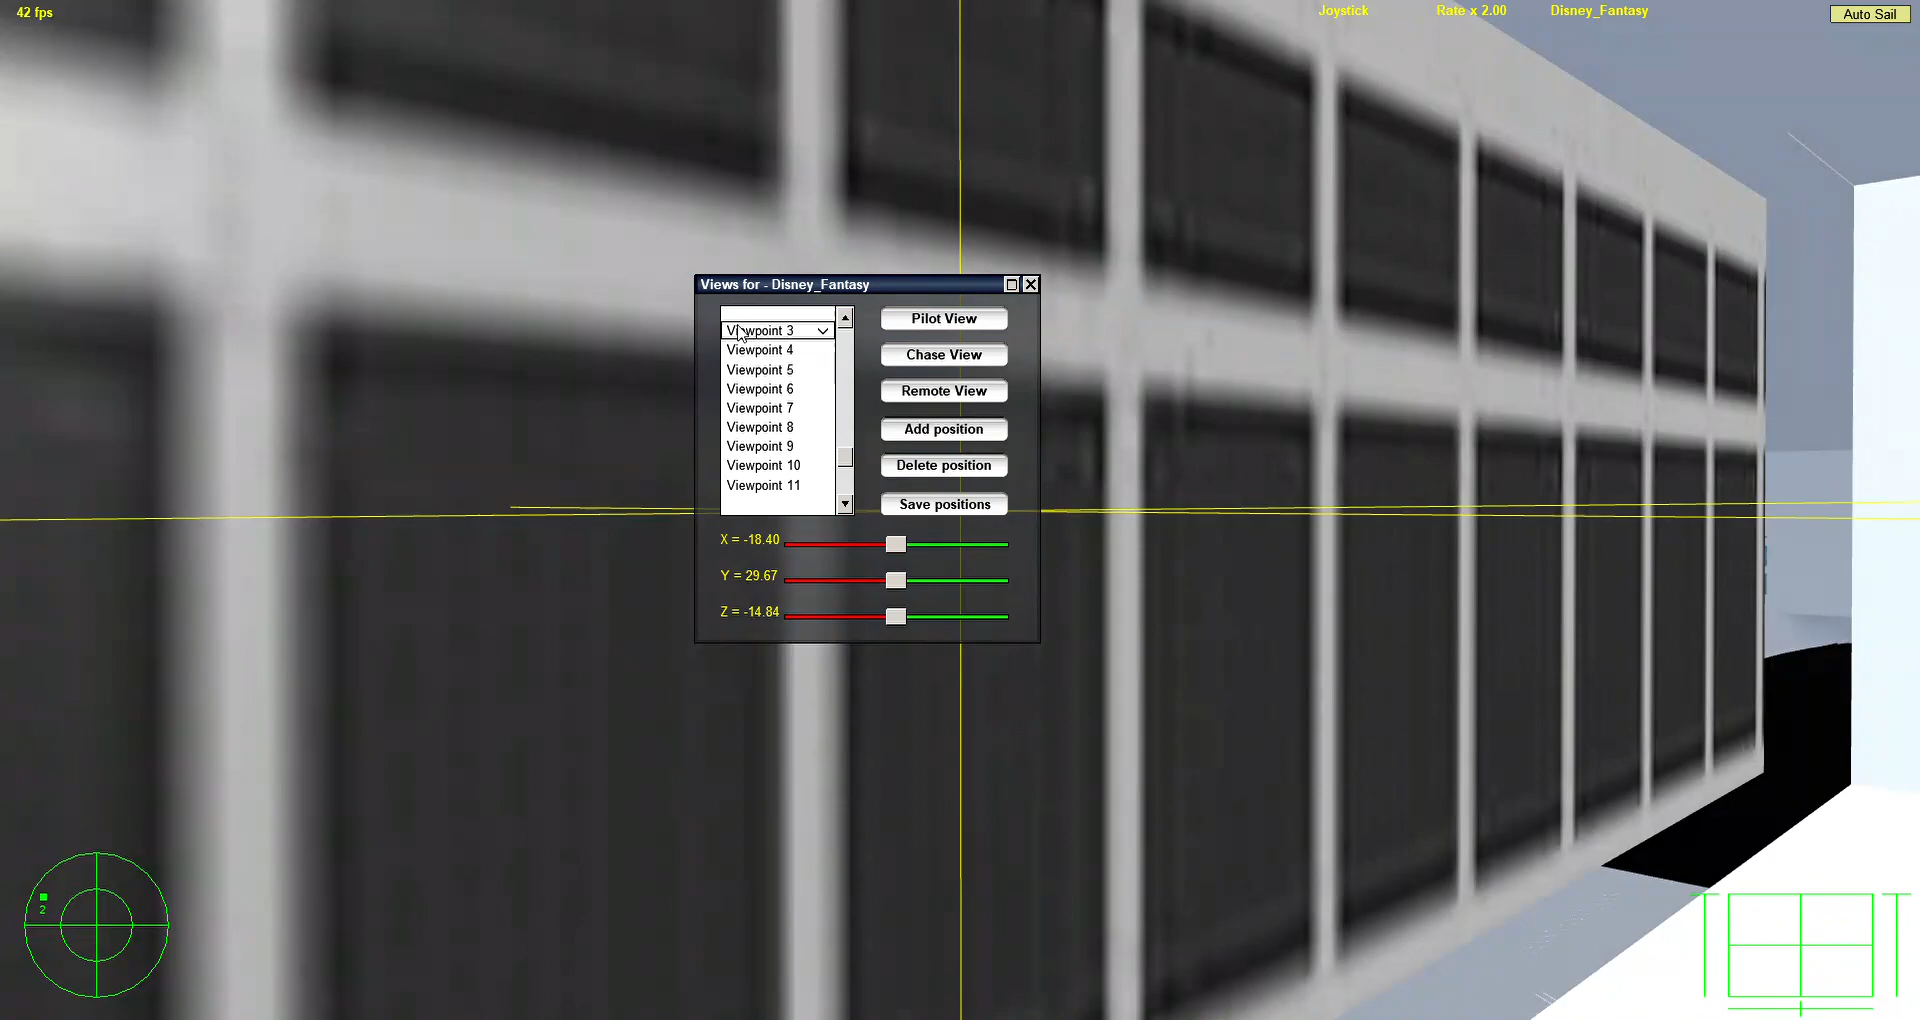 42 fps
Joystick
Rate x 2.00
Disney_Fantasy
Auto Sail
Views for - Disney_Fantasy
Viewpoint 3
Viewpoint 4
Viewpoint 5
Viewpoint 6
Viewpoint 7
Viewpoint 8
Viewpoint 9
Viewpoint 10
Viewpoint 11
Pilot View
Chase View
Remote View
Add position
Delete position
Save positions
X = -18.40
Y = 29.67
Z = -14.84
2